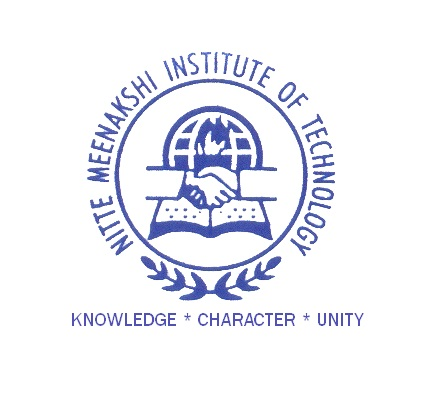 NITTE MEENAKSHI INSTITUTE OF TECHNOLOGY
KNOWLEDGE * CHARACTER * UNITY